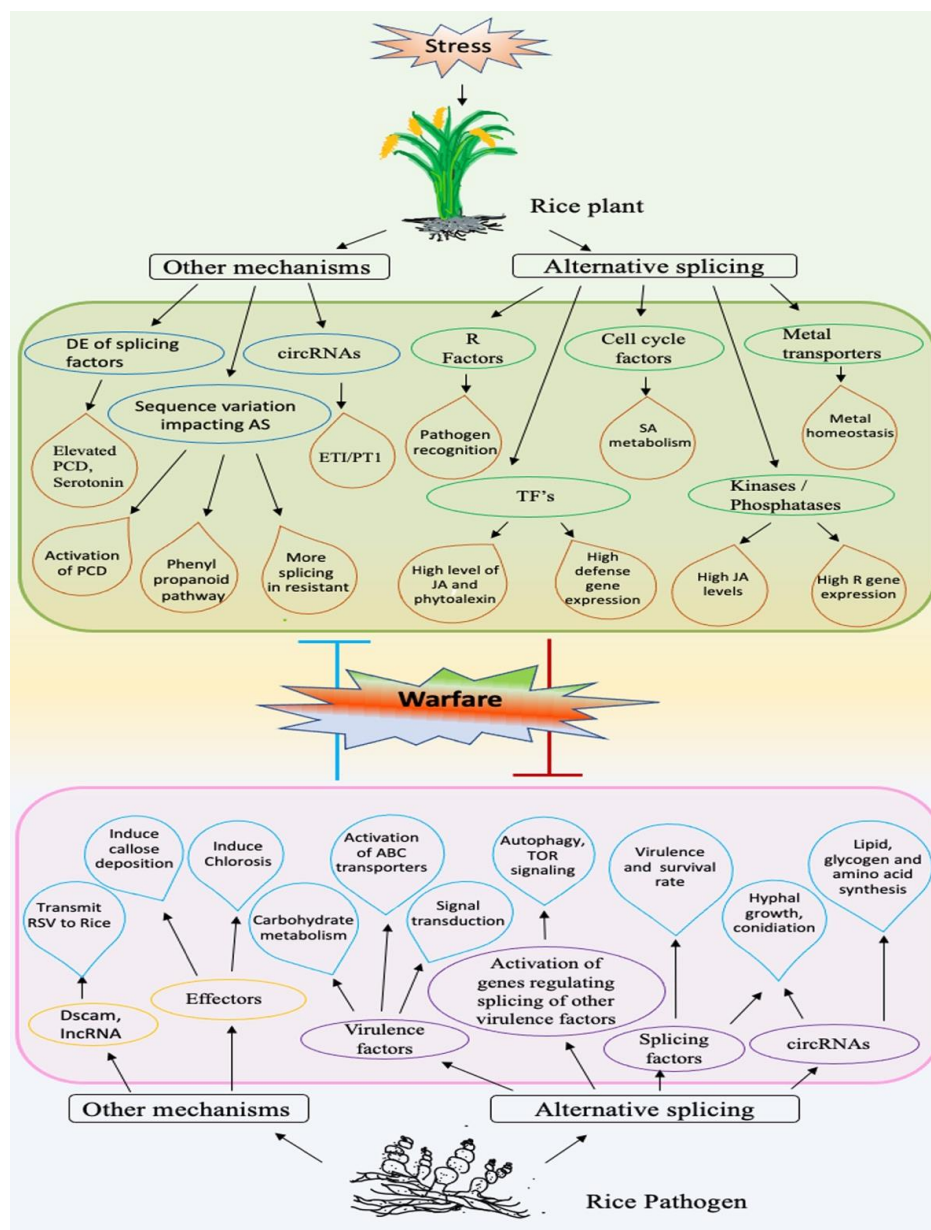 Stress
Rice plant
Other mechanisms
Alternative splicing
DE of splicing
factors
circRNAs
R
Factors
Cell cycle
factors
Metal
transporters
Sequence variation
impacting AS
Elevated
PCD,
Serotonin
ETI/PT1
Pathogen
recognition
SA
metabolism
Metal
homeostasis
TF's
Kinases /
Phosphatases
Activation
of PCD
Phenyl
propanoid
pathway
More
splicing
in resistant
High level of
JA and
phytoalexin
High
defense
gene
expression
High JA
levels
High R gene
expression
Warfare
Induce
callose
deposition
Induce
Chlorosis
Activation
of ABC
transporters
Autophagy,
TOR
signaling
Virulence
and survival
rate
Lipid,
glycogen and
amino acid
synthesis
Transmit
RSV to Rice
Carbohydrate
metabolism
Signal
transduction
Hyphal
growth,
conidiation
Dscam,
lncRNA
Effectors
Virulence
factors
Activation of
genes regulating
splicing of other
virulence factors
Splicing
factors
circRNAs
Other mechanisms
Alternative splicing
Rice Pathogen